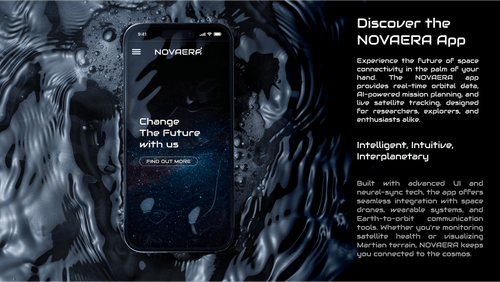 9:41
NOVAERA
Change
The Future
with us
FIND OUT MORE
Discover the
NOVAERA App
Experience the future of space
connectivity in the palm of your
hand. The NOVAERA app
provides real-time orbital data,
AI-powered mission planning, and
live satellite tracking, designed
for researchers, explorers, and
enthusiasts alike.
Intelligent, Intuitive,
Interplanetary
Built with advanced UI and
neural-sync tech, the app offers
seamless integration with space
drones, wearable systems, and
Earth-to-orbit communication
tools. Whether you're monitoring
satellite health or visualizing
Martian terrain, NOVAERA keeps
you connected to the cosmos.